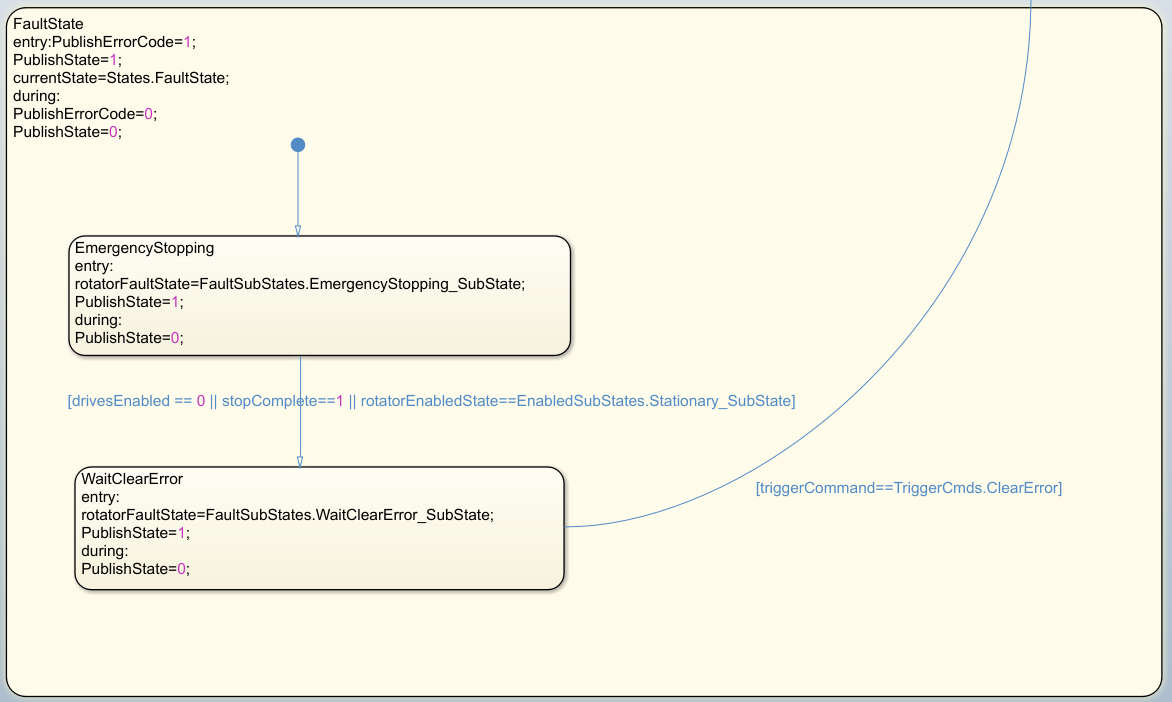 FaultState
entry:PublishErrorCode=1;
PublishState=1;
currentState=States.FaultState;
during:
PublishErrorCode=0;
PublishState=0;
EmergencyStopping
entry:
rotatorFaultState=FaultSubStates.EmergencyStopping_SubState;
PublishState=1;
during:
PublishState=0;
[drivesEnabled == 0 || stopComplete==1 || rotatorEnabledState==EnabledSubStates.Stationary_SubState]
WaitClearError
entry:
rotatorFaultState=FaultSubStates.WaitClearError_SubState;
PublishState=1;
during:
PublishState=0;
[triggerCommand==TriggerCmds.ClearError]